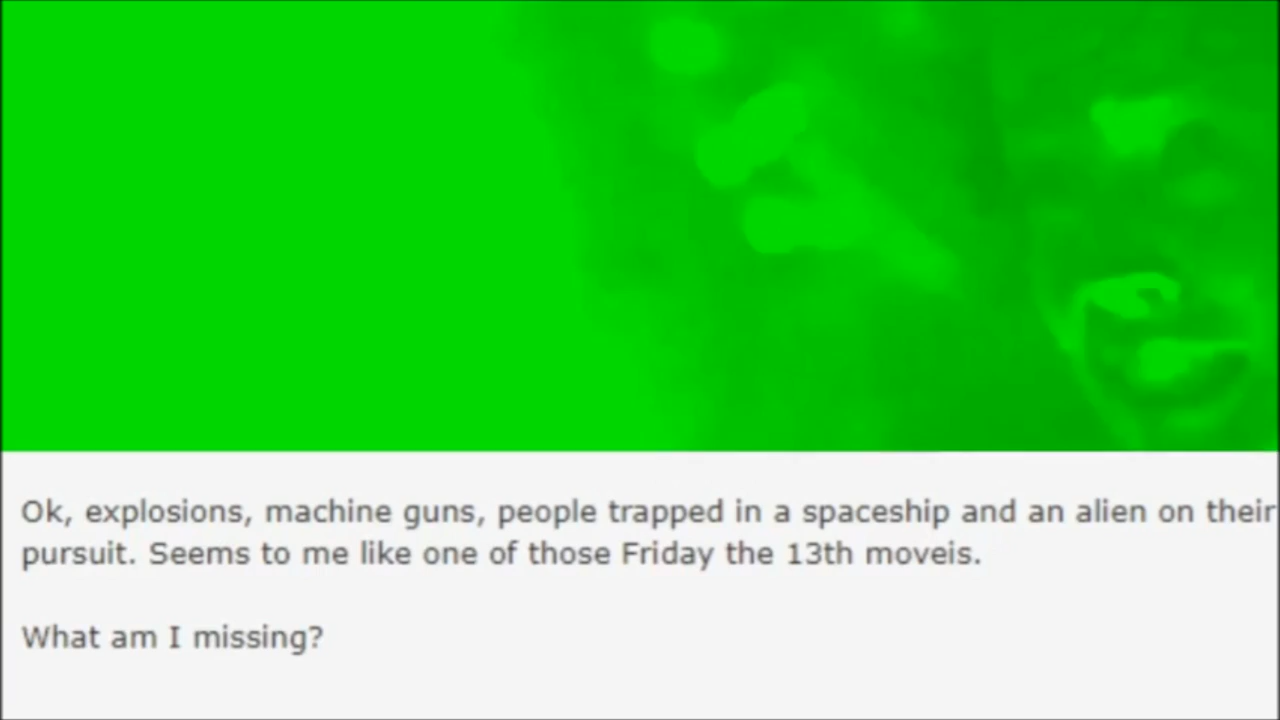 Ok, explosions, machine guns, people trapped in a spaceship and an alien on their
pursuit. Seems to me like one of those Friday the 13th moveis.
What am I missing?